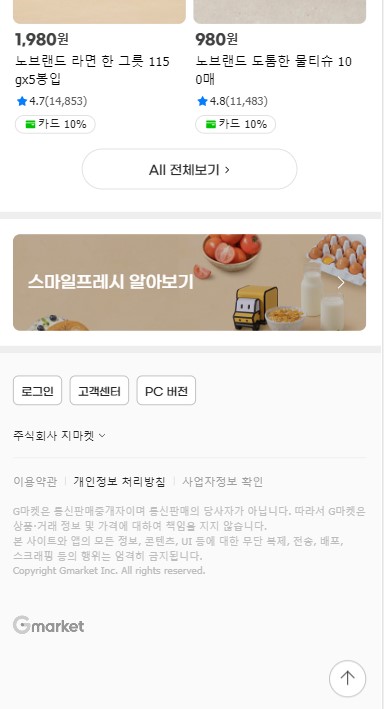 1,980원
노브랜드 라면 한 그릇 115
gx5봉입
4.7(14,853)
카드 10%
980원
노브랜드 도톰한 물티슈 10
0매
4.8(11,483)
카드 10%
All 전체보기
스마일프레시 알아보기
로그인
고객센터
PC 버전
주식회사 지마켓
이용약관
개인정보 처리방침
사업자정보 확인
G마켓은 통신판매중개자이며 통신판매의 당사자가 아닙니다. 따라서 G마켓은
상품·거래 정보 및 가격에 대하여 책임을 지지 않습니다.
본 사이트와 앱의 모든 정보, 콘텐츠, UI 등에 대한 무단 복제, 전송, 배포,
스크래핑 등의 행위는 엄격히 금지됩니다.
Copyright Gmarket Inc. All rights reserved.
Gmarket